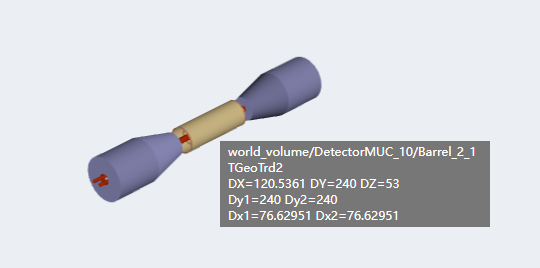 world_volume/DetectorMUC_10/Barrel_2_1
TGeoTrd2
DX=120.5361 DY=240 DZ=53
Dy1=240 Dy2=240
Dx1=76.62951 Dx2=76.62951